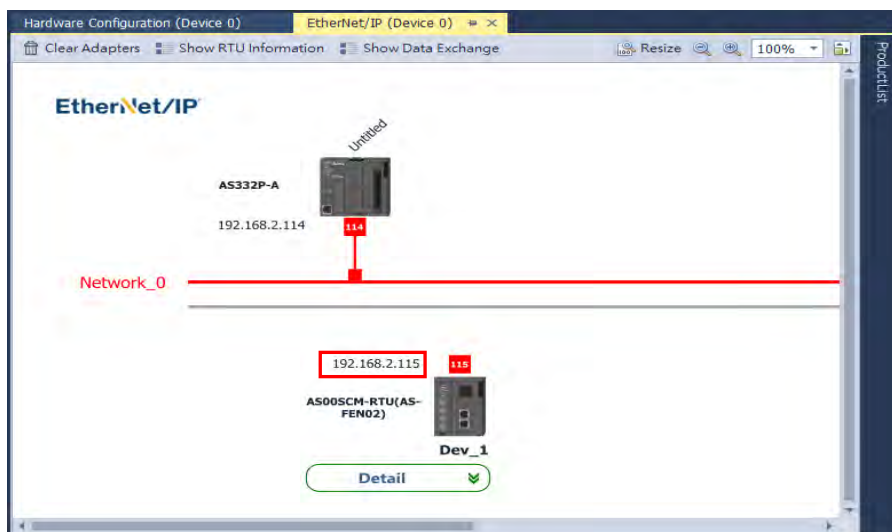 Hardware Configuration (Device 0)
EtherNet/IP (Device 0)
Clear Adapters
Show RTU Information
Show Data Exchange
Resize
100%
ProductList
EtherNet/IP
Untitled
AS332P-A
192.168.2.114
114
Network_0
192.168.2.115
115
AS00SCM-RTU(AS-
FEN02)
Dev_1
Detail